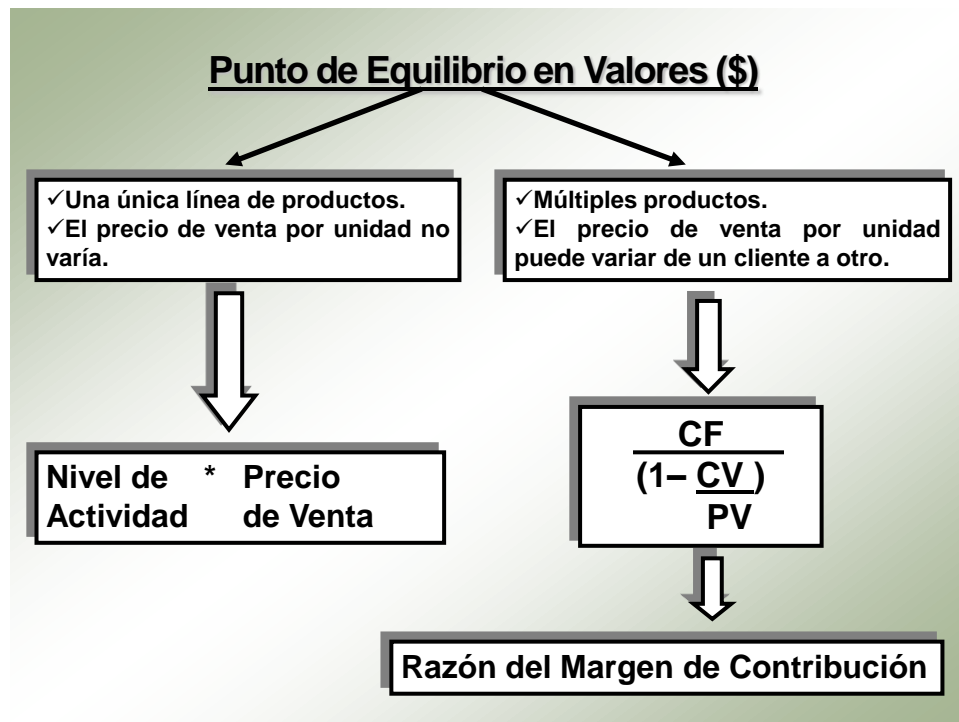 Punto de Equilibrio en Valores ($)
✓Una única línea de productos.
✓El precio de venta por unidad no
varía.
✓Múltiples productos.
✓El precio de venta por unidad
puede variar de un cliente a otro.
Nivel de * Precio
Actividad de Venta
CF
(1– CV )
PV
Razón del Margen de Contribución